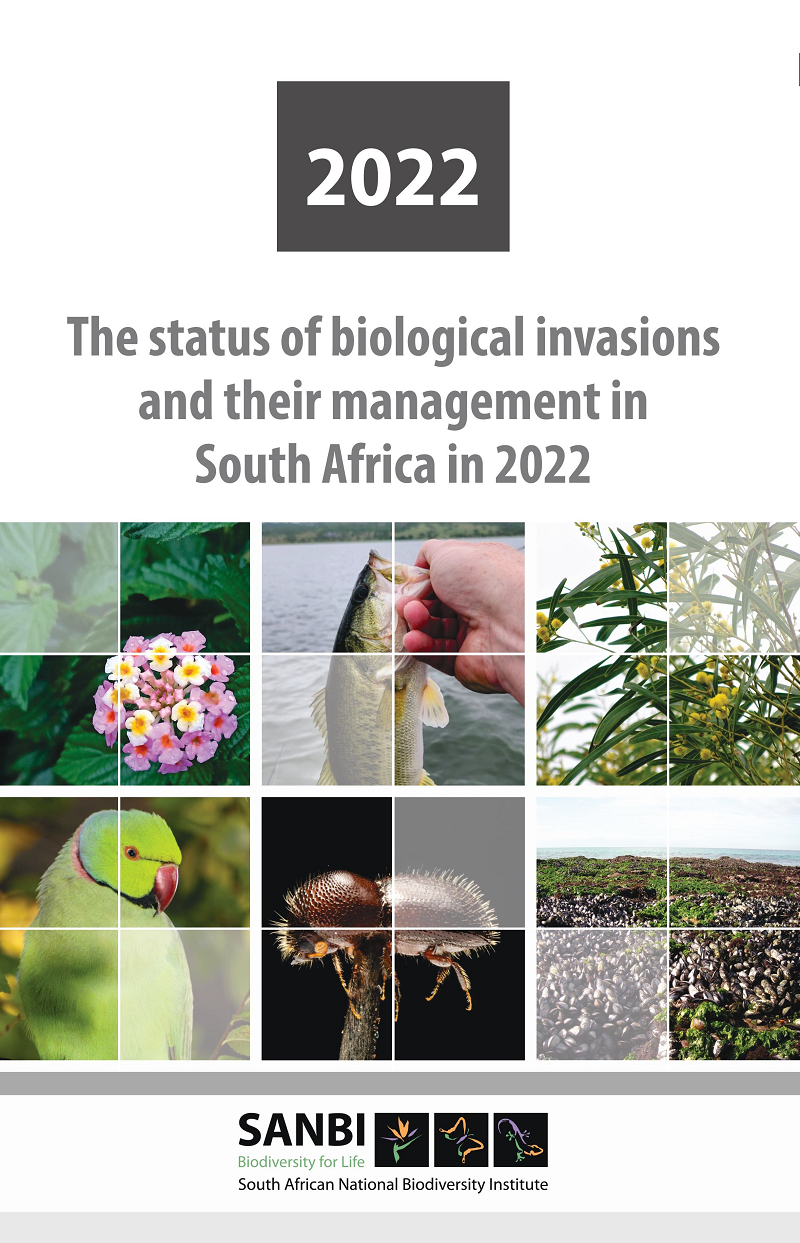 2022
The status of biological invasions
and their management in
South Africa in 2022
SANBI
Biodiversity for Life
South African National Biodiversity Institute